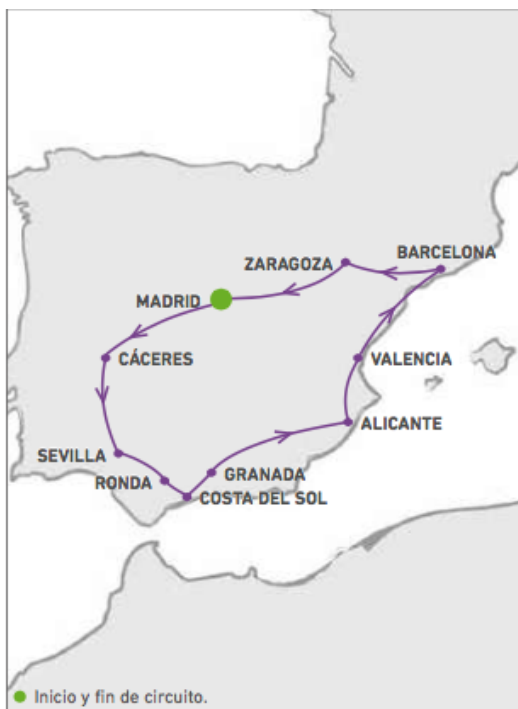 ZARAGOZA
BARCELONA
MADRID
CÁCERES
VALENCIA
ALICANTE
SEVILLA
RONDA
GRANADA
COSTA DEL SOL
Inicio y fin de circuito.